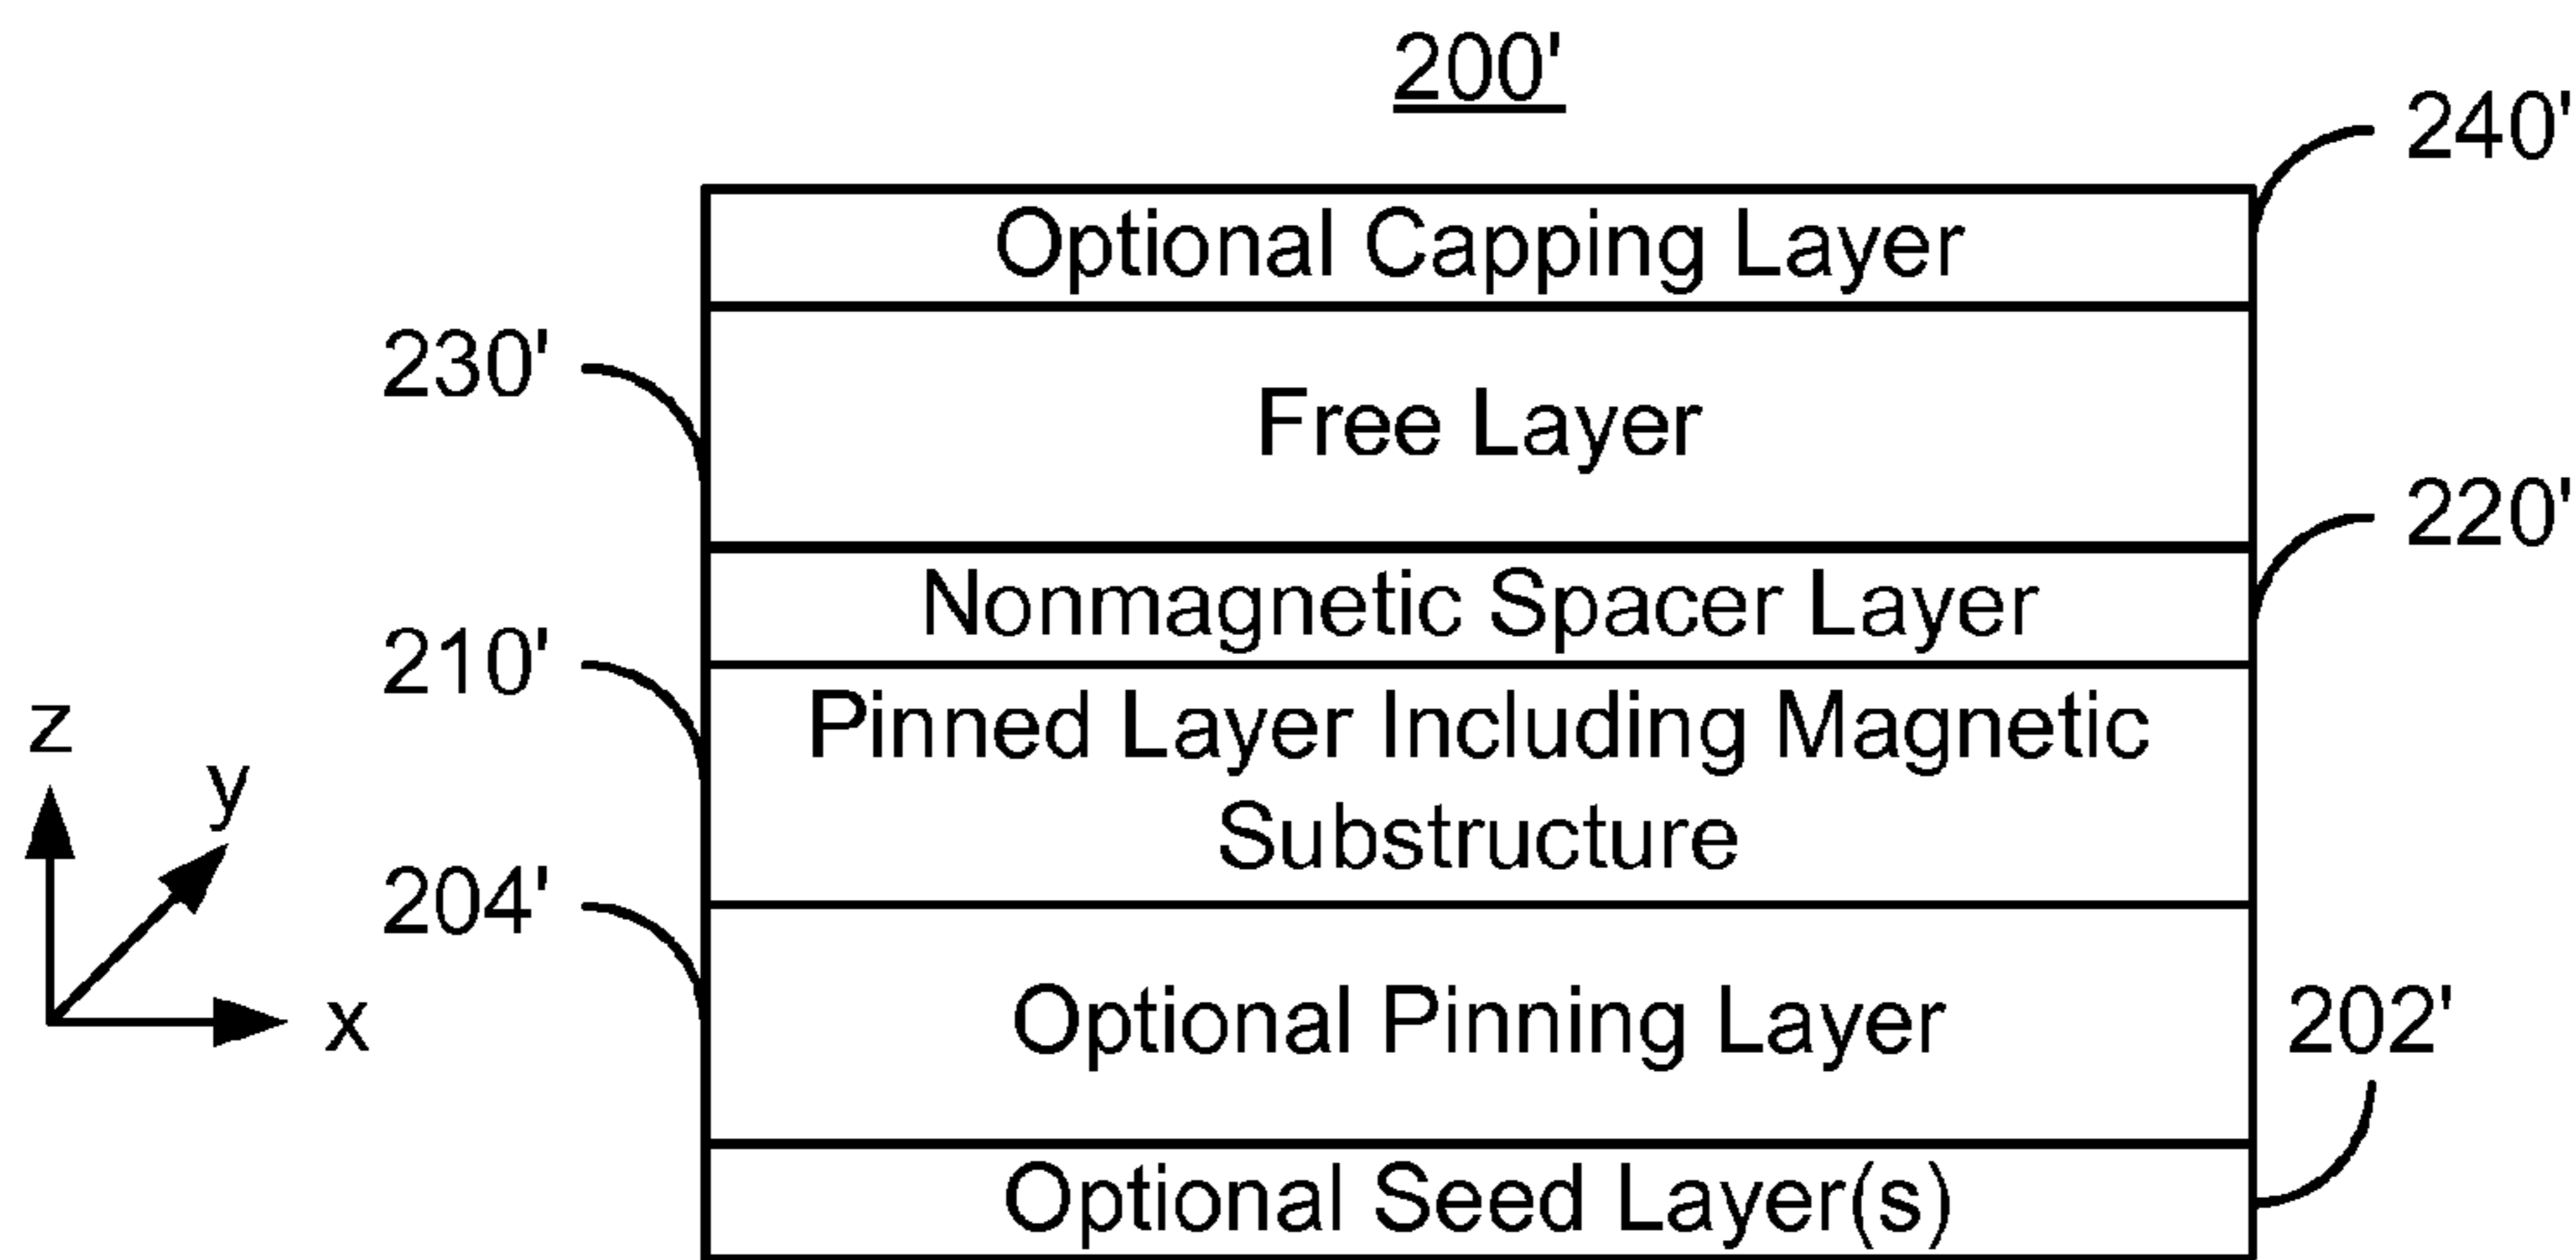 200'
240'
Optional Capping Layer
230'
Free Layer
220'
Nonmagnetic Spacer Layer
210'
Pinned Layer Including Magnetic
Substructure
z
y
x
204'
Optional Pinning Layer
202'
Optional Seed Layer(s)